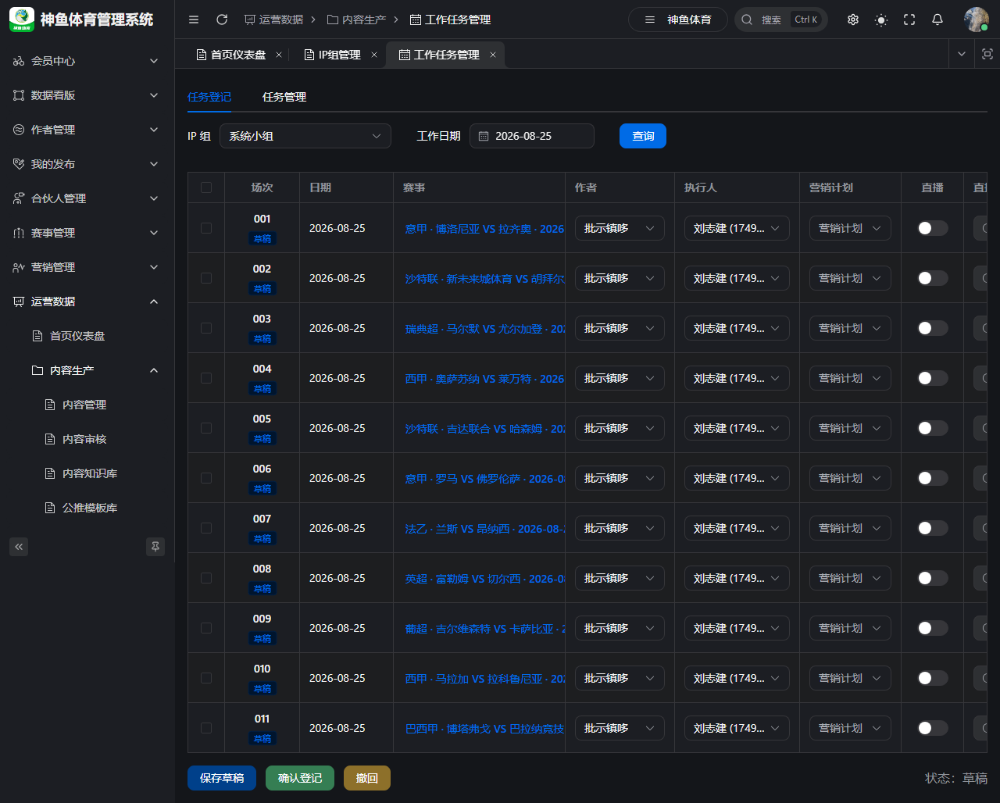 神鱼体育管理系统
运营数据 > 内容生产 > 工作任务管理
神鱼体育
搜索 Ctrl K
首页仪表盘 ×
IP组管理 ×
工作任务管理 ×
会员中心
数据看版
作者管理
我的发布
合伙人管理
赛事管理
营销管理
运营数据
首页仪表盘
内容生产
内容管理
内容审核
内容知识库
公推模板库
任务登记 任务管理
IP 组 系统小组 工作日期 2026-08-25 查询
场次 日期 赛事 作者 执行人 营销计划 直播
001 草稿 2026-08-25 意甲 · 博洛尼亚 VS 拉齐奥 · 2026 批示镇哆 刘志建 (1749... 营销计划
002 草稿 2026-08-25 沙特联 · 新未来城体育 VS 胡拜尔 批示镇哆 刘志建 (1749... 营销计划
003 草稿 2026-08-25 瑞典超 · 马尔默 VS 尤尔加登 · 202 批示镇哆 刘志建 (1749... 营销计划
004 草稿 2026-08-25 西甲 · 奥萨苏纳 VS 莱万特 · 2026 批示镇哆 刘志建 (1749... 营销计划
005 草稿 2026-08-25 沙特联 · 吉达联合 VS 哈森姆 · 202 批示镇哆 刘志建 (1749... 营销计划
006 草稿 2026-08-25 意甲 · 罗马 VS 佛罗伦萨 · 2026-08 批示镇哆 刘志建 (1749... 营销计划
007 草稿 2026-08-25 法乙 · 兰斯 VS 昂纳西 · 2026-08- 批示镇哆 刘志建 (1749... 营销计划
008 草稿 2026-08-25 英超 · 富勒姆 VS 切尔西 · 2026-08 批示镇哆 刘志建 (1749... 营销计划
009 草稿 2026-08-25 葡超 · 吉尔维森特 VS 卡萨比亚 · 2 批示镇哆 刘志建 (1749... 营销计划
010 草稿 2026-08-25 西甲 · 马拉加 VS 拉科鲁尼亚 · 202 批示镇哆 刘志建 (1749... 营销计划
011 草稿 2026-08-25 巴西甲 · 博塔弗戈 VS 巴拉纳竞技 批示镇哆 刘志建 (1749... 营销计划
保存草稿 确认登记 撤回 状态：草稿